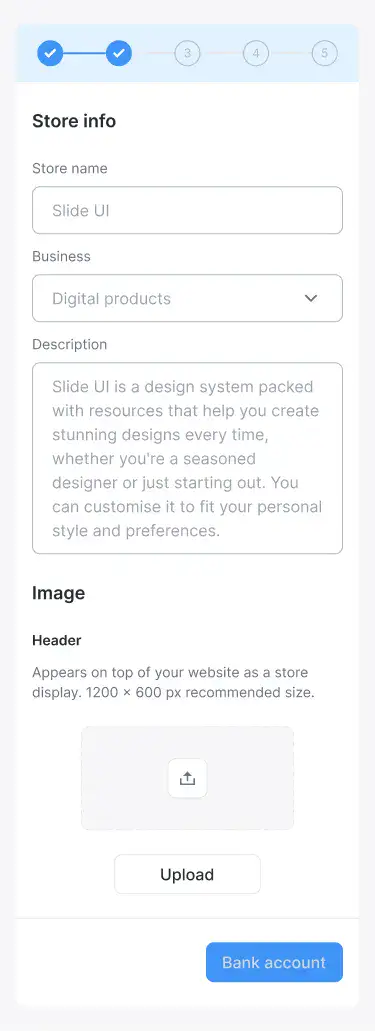 3 4 5
Store info
Store name
Slide UI
Business
Digital products
Description
Slide UI is a design system packed
with resources that help you create
stunning designs every time,
whether you're a seasoned
designer or just starting out. You
can customise it to fit your personal
style and preferences.
Image
Header
Appears on top of your website as a store
display. 1200 × 600 px recommended size.
Upload
Bank account